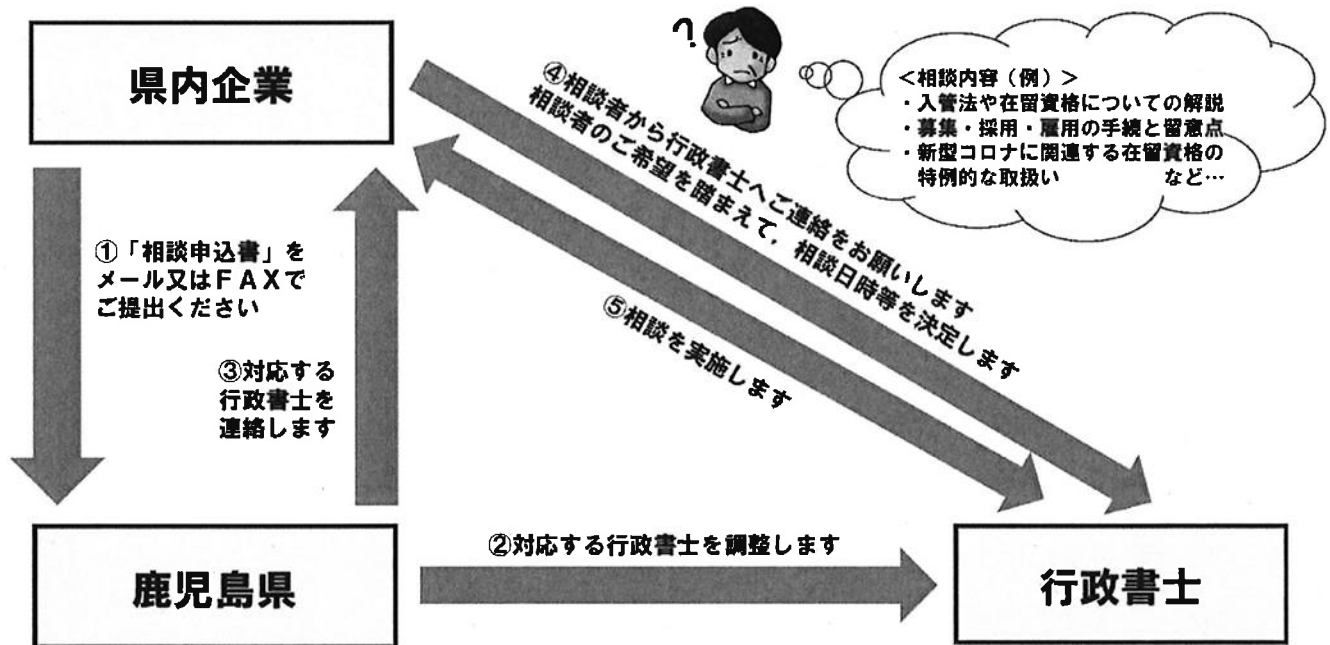 県内企業
?
<相談内容(例)>
・入管法や在留資格についての解説
・募集・採用・雇用の手続と留意点
・新型コロナに関連する在留資格の
特例的な取扱い など…
①「相談申込書」を
メール又はFAXで
ご提出ください
③対応する
行政書士を
連絡します
④相談者から行政書士へご連絡をお願いします
相談者のご希望を踏まえて，相談日時等を決定します
⑤相談を実施します
②対応する行政書士を調整します
鹿児島県
行政書士